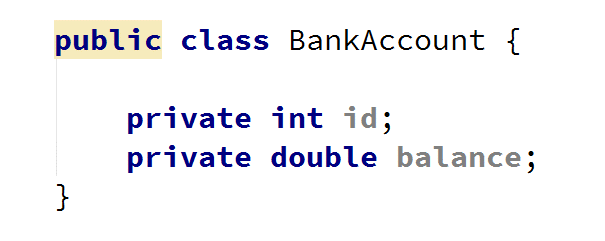 public class BankAccount {
private int id;
private double balance;
}